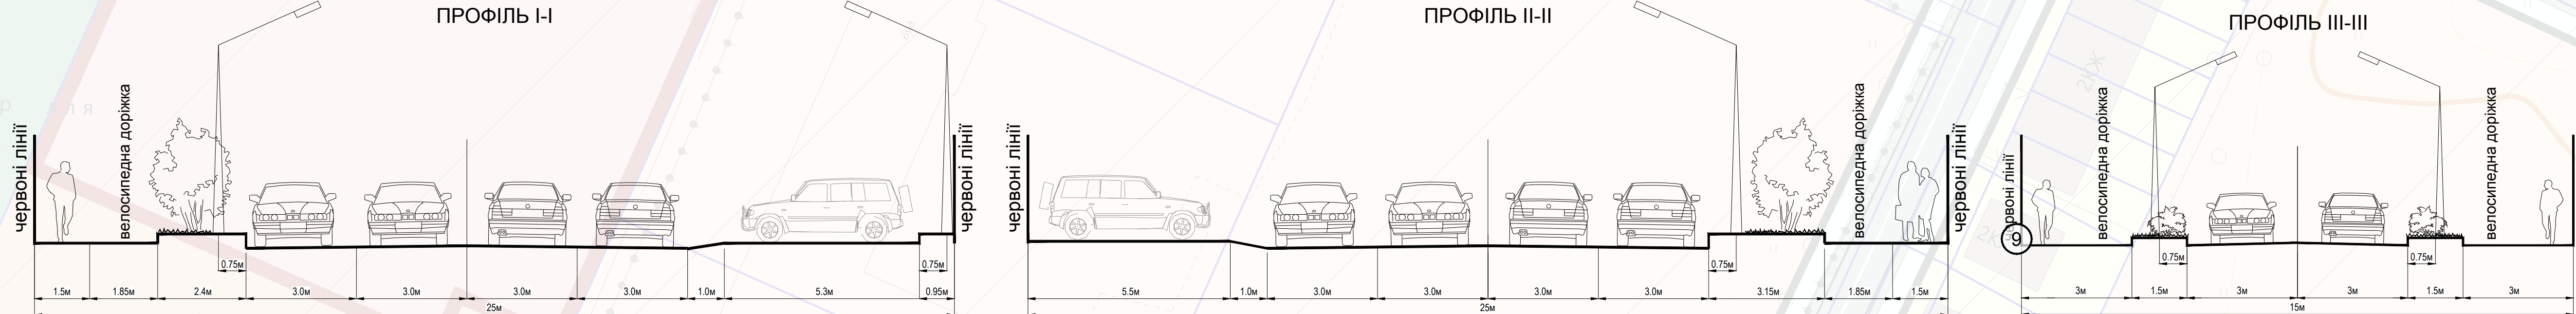 ПРОФІЛЬ I-I
червоні лінії
велосипедна доріжка
червоні лінії
0.75м
0.75м
1.5м
1.85м
2.4м
3.0м
3.0м
3.0м
3.0м
1.0м
5.3м
0.95м
25м
ПРОФІЛЬ II-II
червоні лінії
велосипедна доріжка
червоні лінії
0.75м
5.5м
1.0м
3.0м
3.0м
3.0м
3.0м
3.15м
1.85м
1.5м
25м
ПРОФІЛЬ III-III
червоні лінії
9
велосипедна доріжка
велосипедна доріжка
0.75м
0.75м
3м
1.5м
3м
3м
1.5м
3м
15м
2КЖ